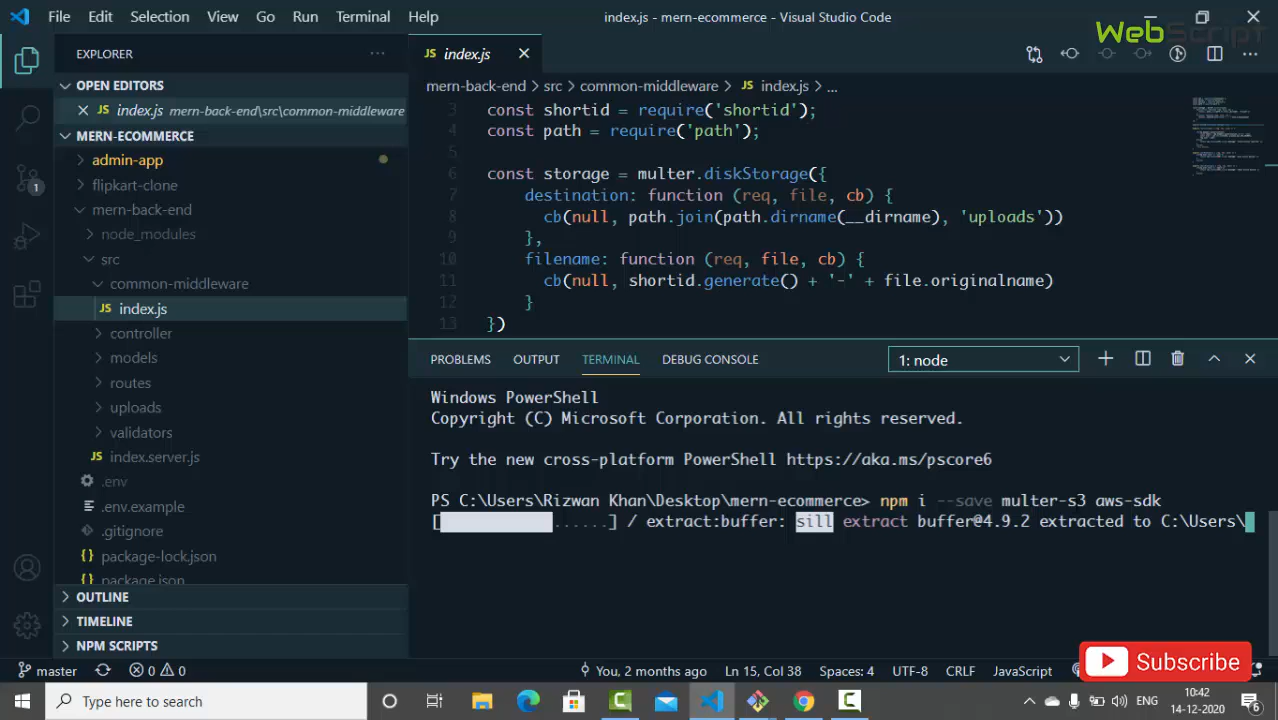 File Edit Selection View Go Run Terminal Help
index.js - mern-ecommerce - Visual Studio Code
WebScript
EXPLORER
OPEN EDITORS
index.js mern-back-end\src\common-middleware
MERN-ECOMMERCE
admin-app
flipkart-clone
mern-back-end
node_modules
src
common-middleware
JS index.js
controller
models
routes
uploads
validators
JS index.server.js
.env
.env.example
.gitignore
package-lock.json
package.json
OUTLINE
TIMELINE
NPM SCRIPTS
1
JS index.js
mern-back-end > src > common-middleware > JS index.js > ...
3 const shortid = require('shortid');
4 const path = require('path');
5
6 const storage = multer.diskStorage({
7 destination: function (req, file, cb) {
8 cb(null, path.join(path.dirname(__dirname), 'uploads'))
9 },
10 filename: function (req, file, cb) {
11 cb(null, shortid.generate() + '-' + file.originalname)
12 }
13 })
PROBLEMS OUTPUT TERMINAL DEBUG CONSOLE 1: node
Windows PowerShell
Copyright (C) Microsoft Corporation. All rights reserved.
Try the new cross-platform PowerShell https://aka.ms/pscore6
PS C:\Users\Rizwan Khan\Desktop\mern-ecommerce> npm i --save multer-s3 aws-sdk
[ ......] / extract:buffer: sill extract buffer@4.9.2 extracted to C:\Users\
Subscribe
master 0 0 You, 2 months ago Ln 15, Col 38 Spaces: 4 UTF-8 CRLF JavaScript
Type here to search
ENG
10:42
14-12-2020
6